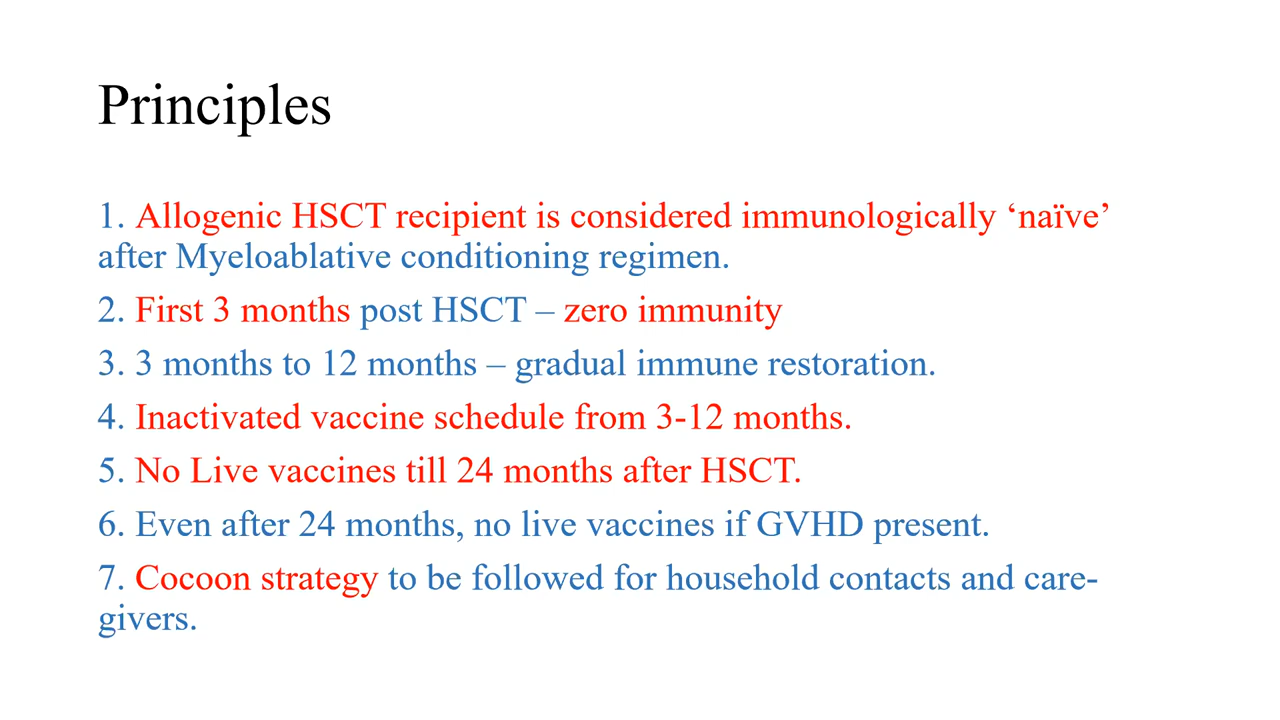 Principles
1. Allogenic HSCT recipient is considered immunologically ‘naïve’
after Myeloablative conditioning regimen.
2. First 3 months post HSCT – zero immunity
3. 3 months to 12 months – gradual immune restoration.
4. Inactivated vaccine schedule from 3-12 months.
5. No Live vaccines till 24 months after HSCT.
6. Even after 24 months, no live vaccines if GVHD present.
7. Cocoon strategy to be followed for household contacts and care-
givers.